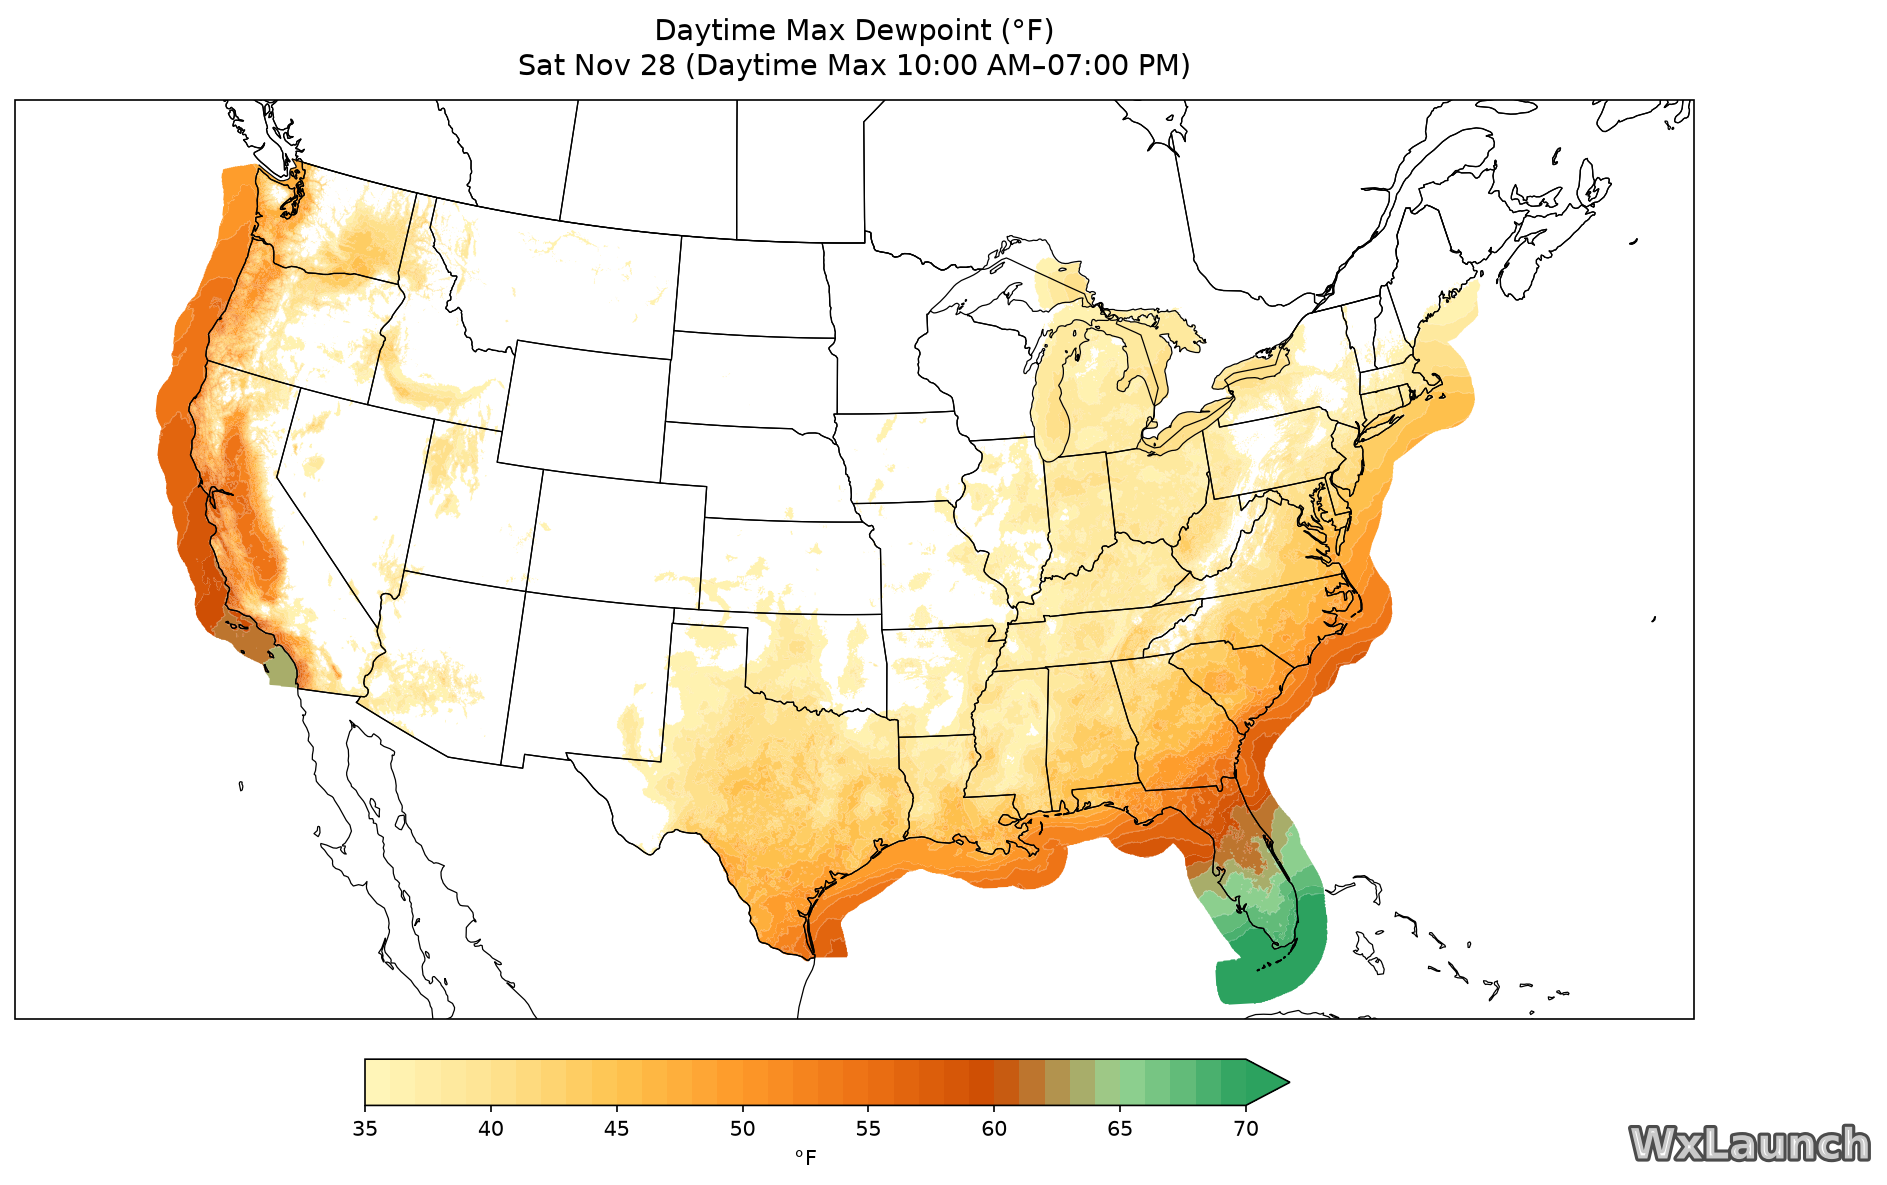 Daytime Max Dewpoint (°F)
Sat Nov 28 (Daytime Max 10:00 AM–07:00 PM)
35 40 45 50 55 60 65 70
°F
WxLaunch